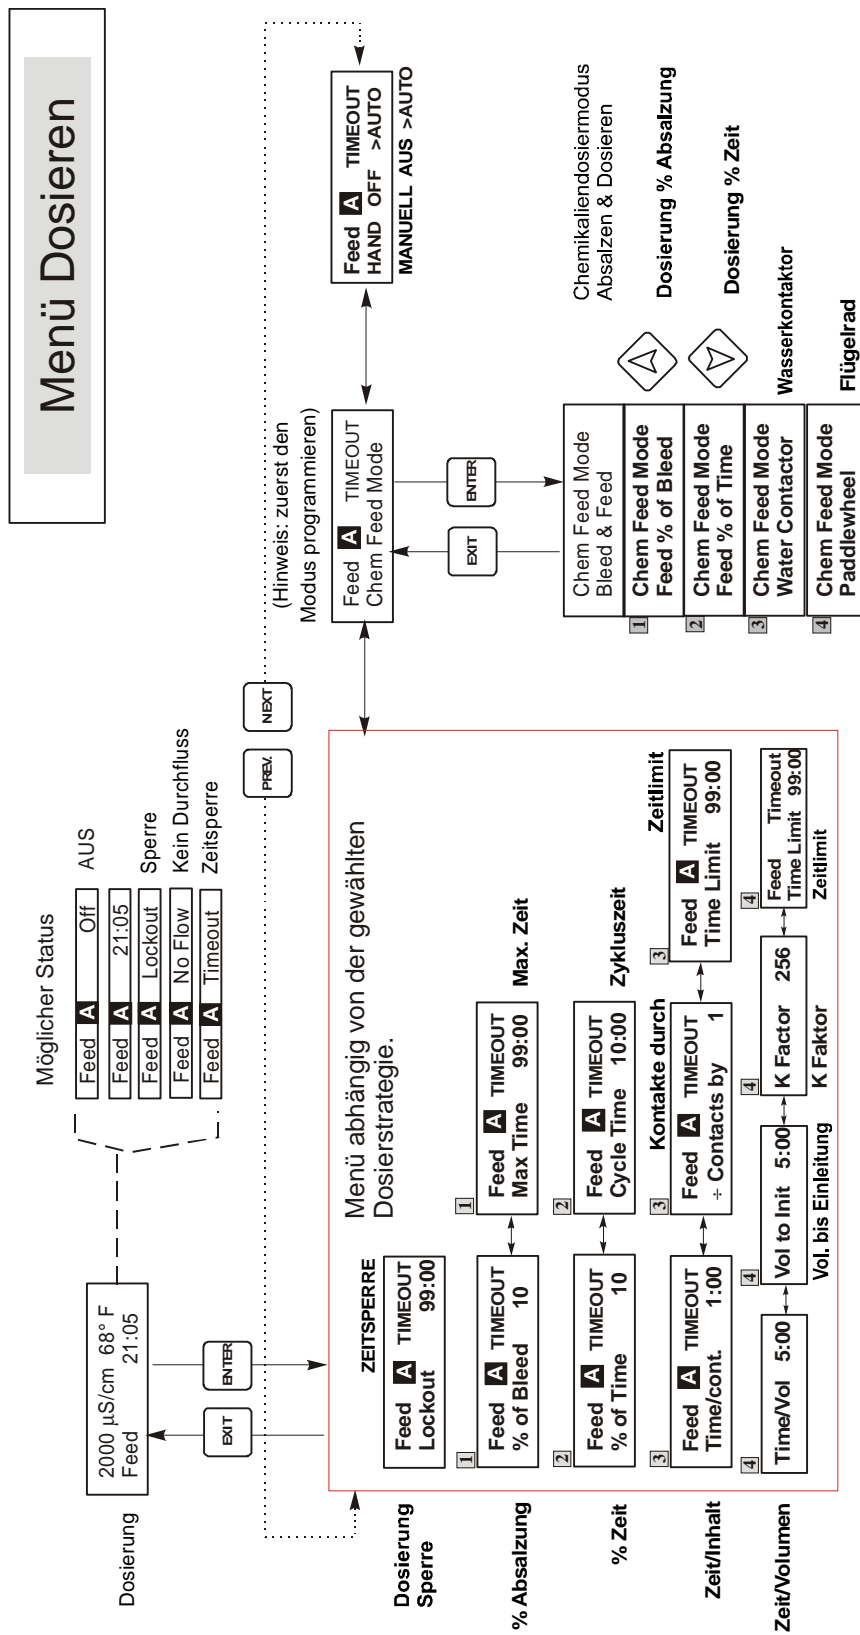 Menü Dosieren
Möglicher Status
Feed A Off
AUS
Feed A 21:05
Feed A Lockout
Sperre
Feed A No Flow
Kein Durchfluss
Feed A Timeout
Zeitsperre
Dosierung
2000 µS/cm 68° F
Feed 21:05
EXIT
ENTER
PREV.
NEXT
(Hinweis: zuerst den
Modus programmieren)
Feed A TIMEOUT
Chem Feed Mode
Feed A TIMEOUT
HAND OFF >AUTO
MANUELL AUS >AUTO
EXIT
ENTER
Chem Feed Mode
Bleed & Feed
Chemikaliendosiermodus
Absalzen & Dosieren
1
Chem Feed Mode
Feed % of Bleed
Dosierung % Absalzung
2
Chem Feed Mode
Feed % of Time
Dosierung % Zeit
3
Chem Feed Mode
Water Contactor
Wasserkontaktor
4
Chem Feed Mode
Paddlewheel
Flügelrad
Menü abhängig von der gewählten
Dosierstrategie.
ZEITSPERRE
Dosierung
Sperre
Feed A TIMEOUT
Lockout 99:00
% Absalzung
1
Feed A TIMEOUT
% of Bleed 10
1
Feed A TIMEOUT
Max Time 99:00
Max. Zeit
% Zeit
2
Feed A TIMEOUT
% of Time 10
2
Feed A TIMEOUT
Cycle Time 10:00
Zykluszeit
Zeit/Inhalt
3
Feed A TIMEOUT
Time/cont. 1:00
Kontakte durch
3
Feed A TIMEOUT
÷ Contacts by 1
Zeitlimit
3
Feed A TIMEOUT
Time Limit 99:00
Zeit/Volumen
4
Time/Vol 5:00
4
Vol to Init 5:00
Vol. bis Einleitung
4
K Factor 256
K Faktor
4
Feed Timeout
Time Limit 99:00
Zeitlimit